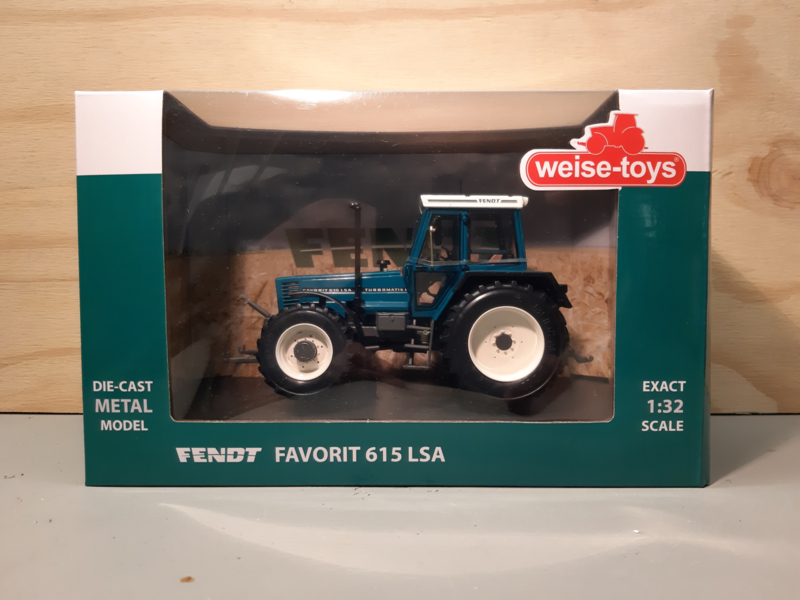 weise-toys®
FENDT
FENDT
FAVORIT 615 LSA TURBOMATIK
DIE-CAST
METAL
MODEL
EXACT
1:32
SCALE
FENDT FAVORIT 615 LSA